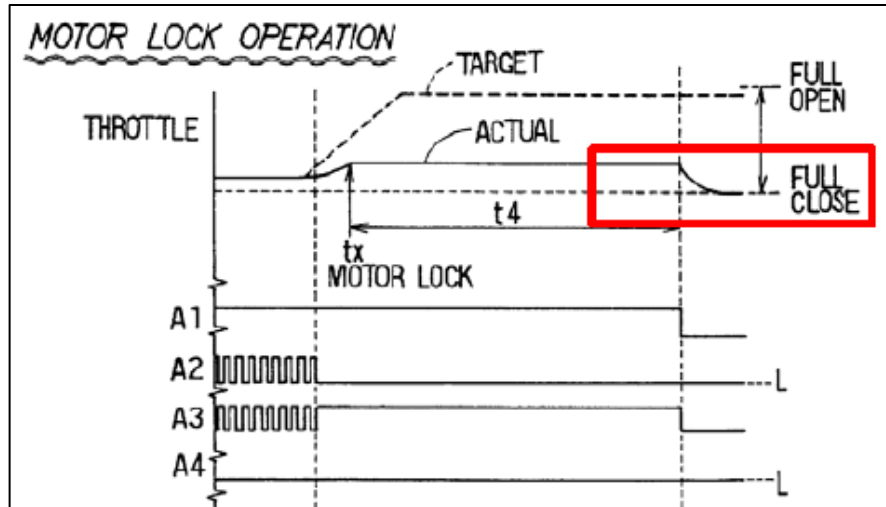 MOTOR LOCK OPERATION
TARGET
FULL
OPEN
THROTTLE
ACTUAL
FULL
CLOSE
t4
tx
MOTOR LOCK
A1
A2
L
A3
A4
L